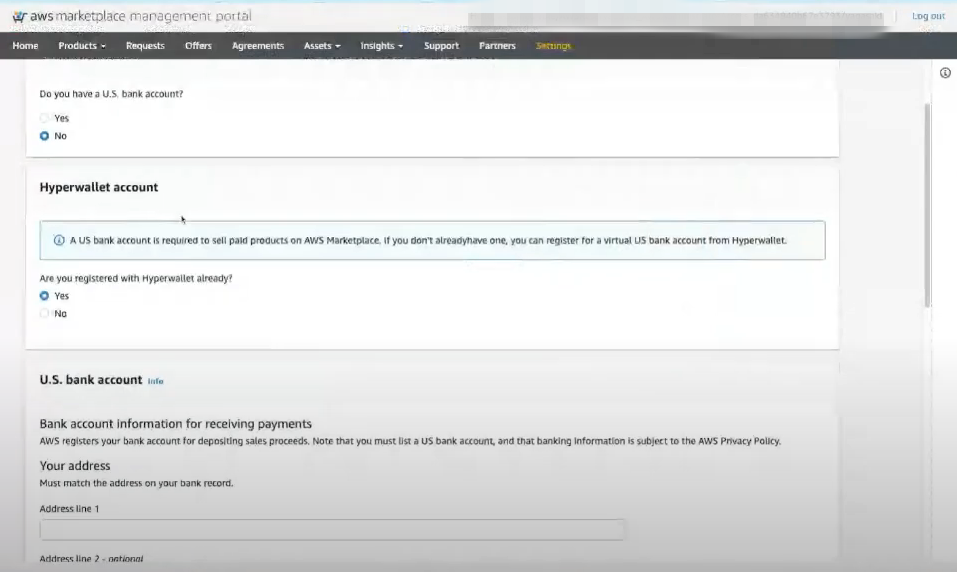 aws marketplace management portal
Log out
Home Products Requests Offers Agreements Assets Insights Support Partners Settings
Do you have a U.S. bank account?
Yes
No
Hyperwallet account
A US bank account is required to sell paid products on AWS Marketplace. If you don't alreadyhave one, you can register for a virtual US bank account from Hyperwallet.
Are you registered with Hyperwallet already?
Yes
No
U.S. bank account Info
Bank account information for receiving payments
AWS registers your bank account for depositing sales proceeds. Note that you must list a US bank account, and that banking information is subject to the AWS Privacy Policy.
Your address
Must match the address on your bank record.
Address line 1
Address line 2 - optional